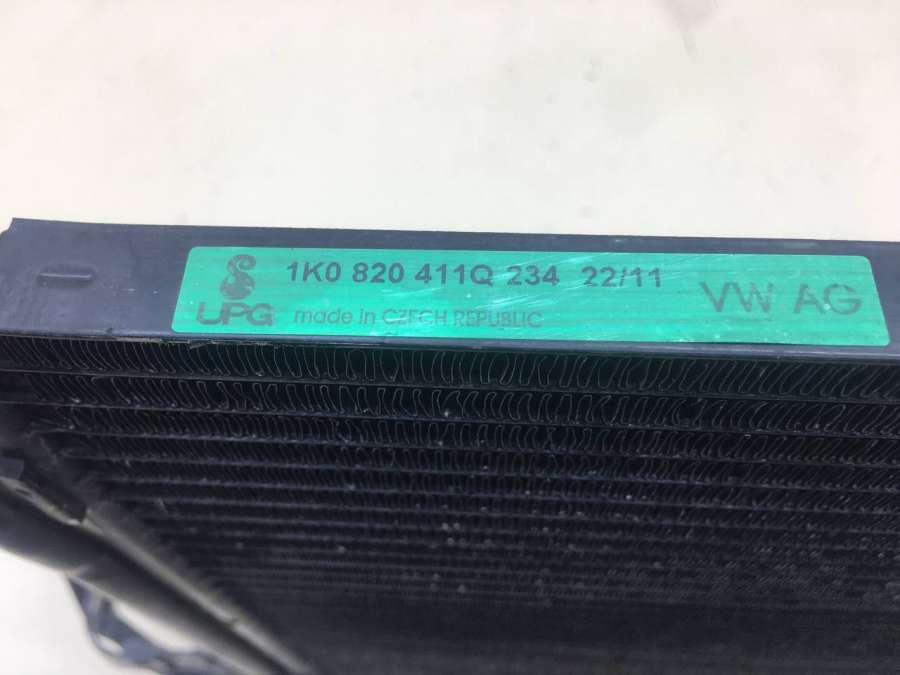 1K0 820 411Q 234 22/11
VW AG
UPG made in CZECH REPUBLIC